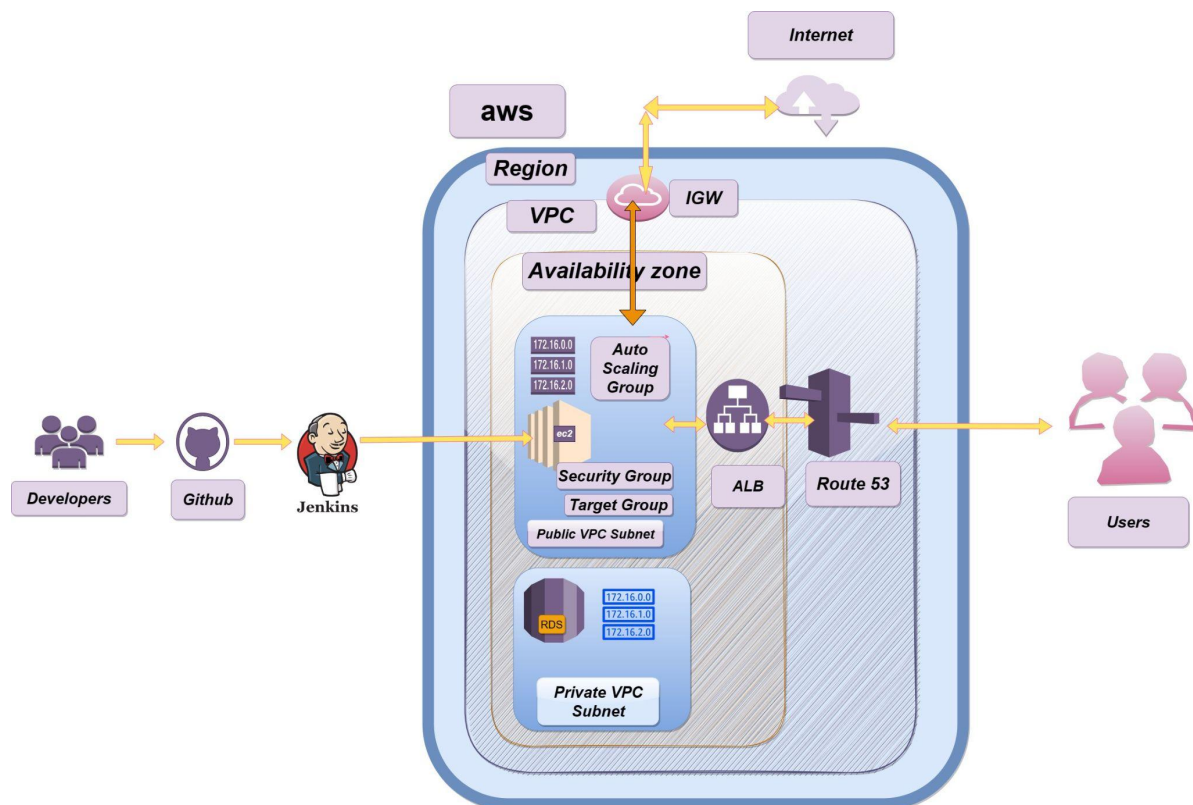 Internet
aws
Region
IGW
VPC
Availability zone
172.16.0.0
172.16.1.0
172.16.2.0
Auto
Scaling
Group
ec2
Security Group
Target Group
Public VPC Subnet
ALB
Route 53
Developers
Github
Jenkins
Users
RDS
172.16.0.0
172.16.1.0
172.16.2.0
Private VPC
Subnet